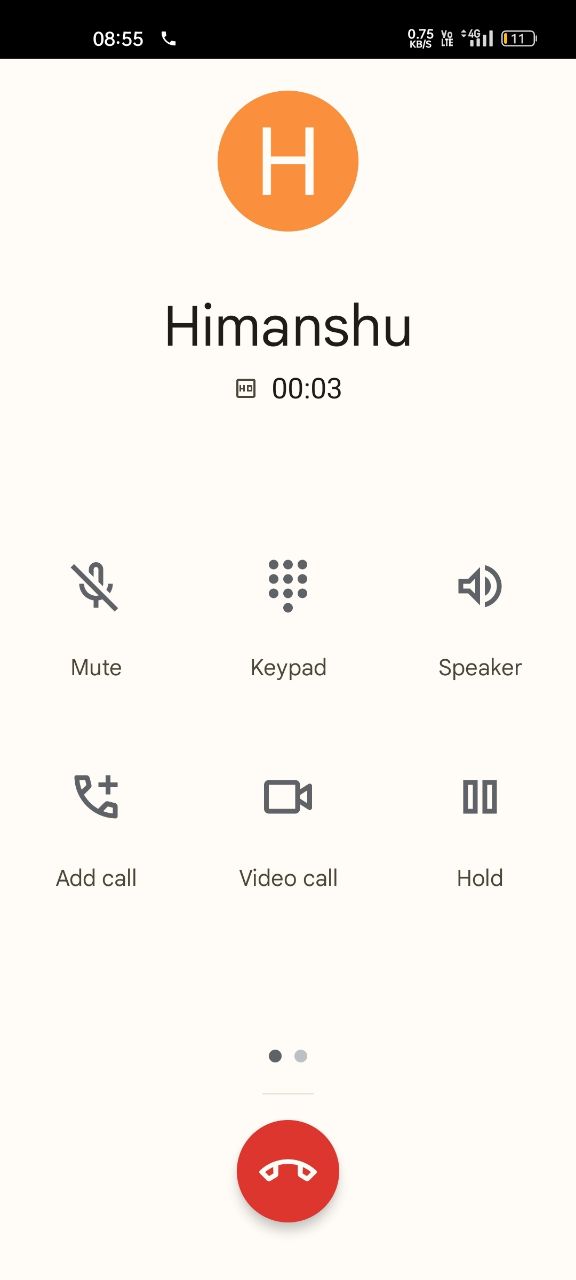 08:55 0.75 KB/S Vo LTE 4G 11
H
Himanshu
HD 00:03
Mute Keypad Speaker
Add call Video call Hold